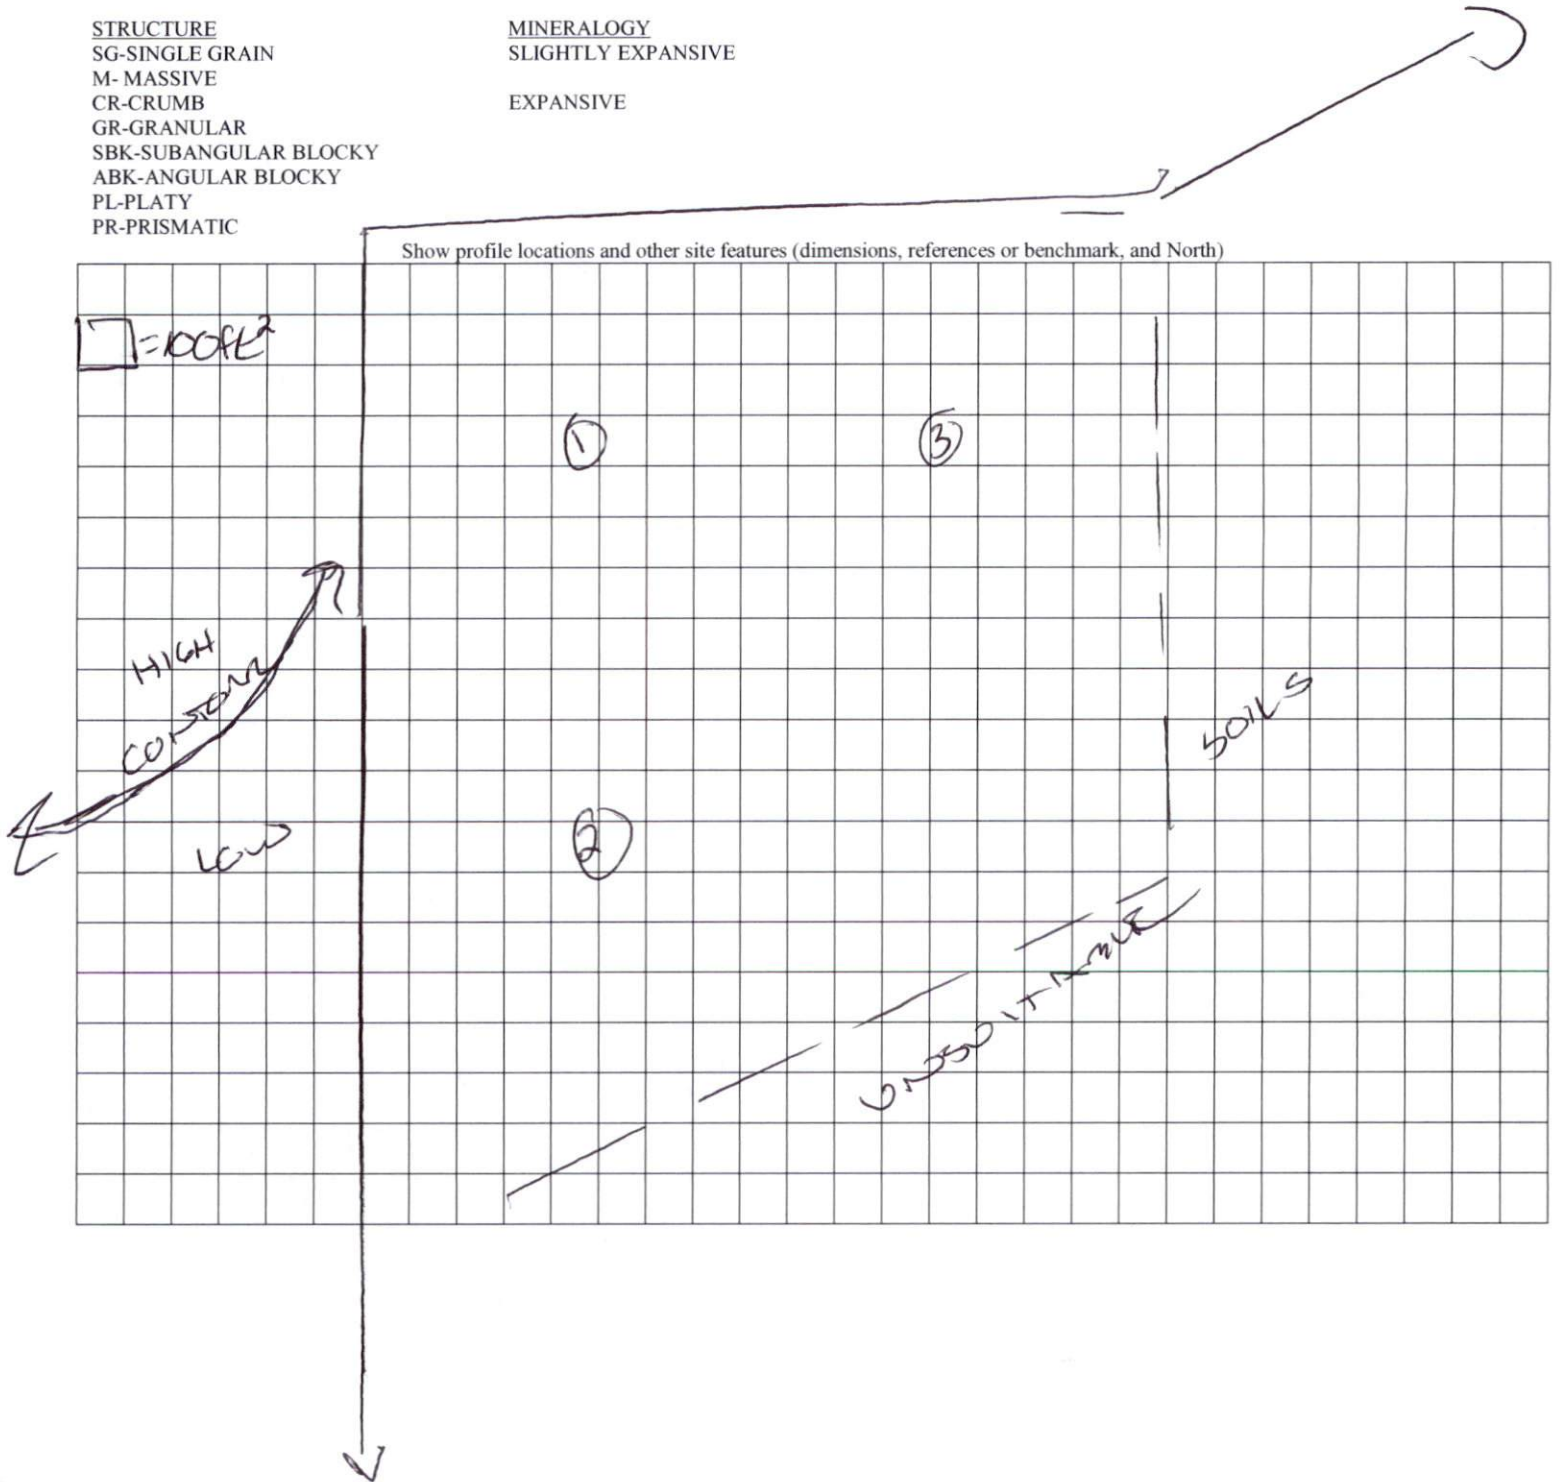 STRUCTURE
SG-SINGLE GRAIN
M- MASSIVE
CR-CRUMB
GR-GRANULAR
SBK-SUBANGULAR BLOCKY
ABK-ANGULAR BLOCKY
PL-PLATY
PR-PRISMATIC
MINERALOGY
SLIGHTLY EXPANSIVE
EXPANSIVE
Show profile locations and other site features (dimensions, references or benchmark, and North)
=100ft²
1
3
HIGH
CONTOUR
LOW
2
SOILS
UNSUITABLE